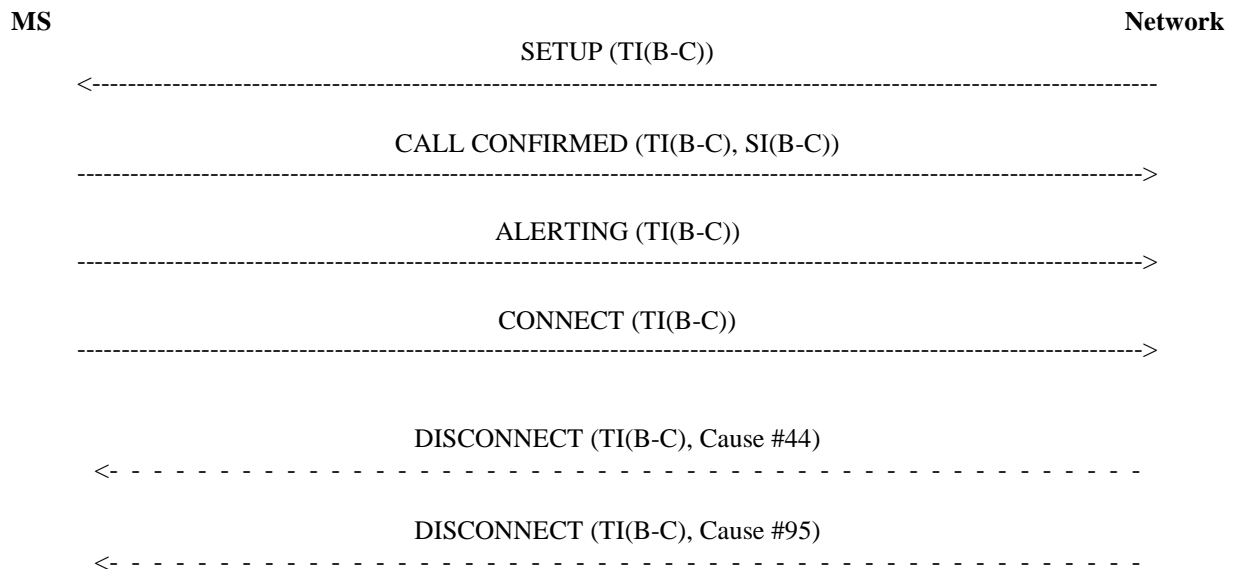 MS Network
SETUP (TI(B-C))
<------------------------------------------------------------------------------------------------------------------------
CALL CONFIRMED (TI(B-C), SI(B-C))
------------------------------------------------------------------------------------------------------------------------>
ALERTING (TI(B-C))
------------------------------------------------------------------------------------------------------------------------>
CONNECT (TI(B-C))
------------------------------------------------------------------------------------------------------------------------>
DISCONNECT (TI(B-C), Cause #44)
<- - - - - - - - - - - - - - - - - - - - - - - - - - - - - - - - - - - - - - - - - - - - - - -
DISCONNECT (TI(B-C), Cause #95)
<- - - - - - - - - - - - - - - - - - - - - - - - - - - - - - - - - - - - - - - - - - - - - - -